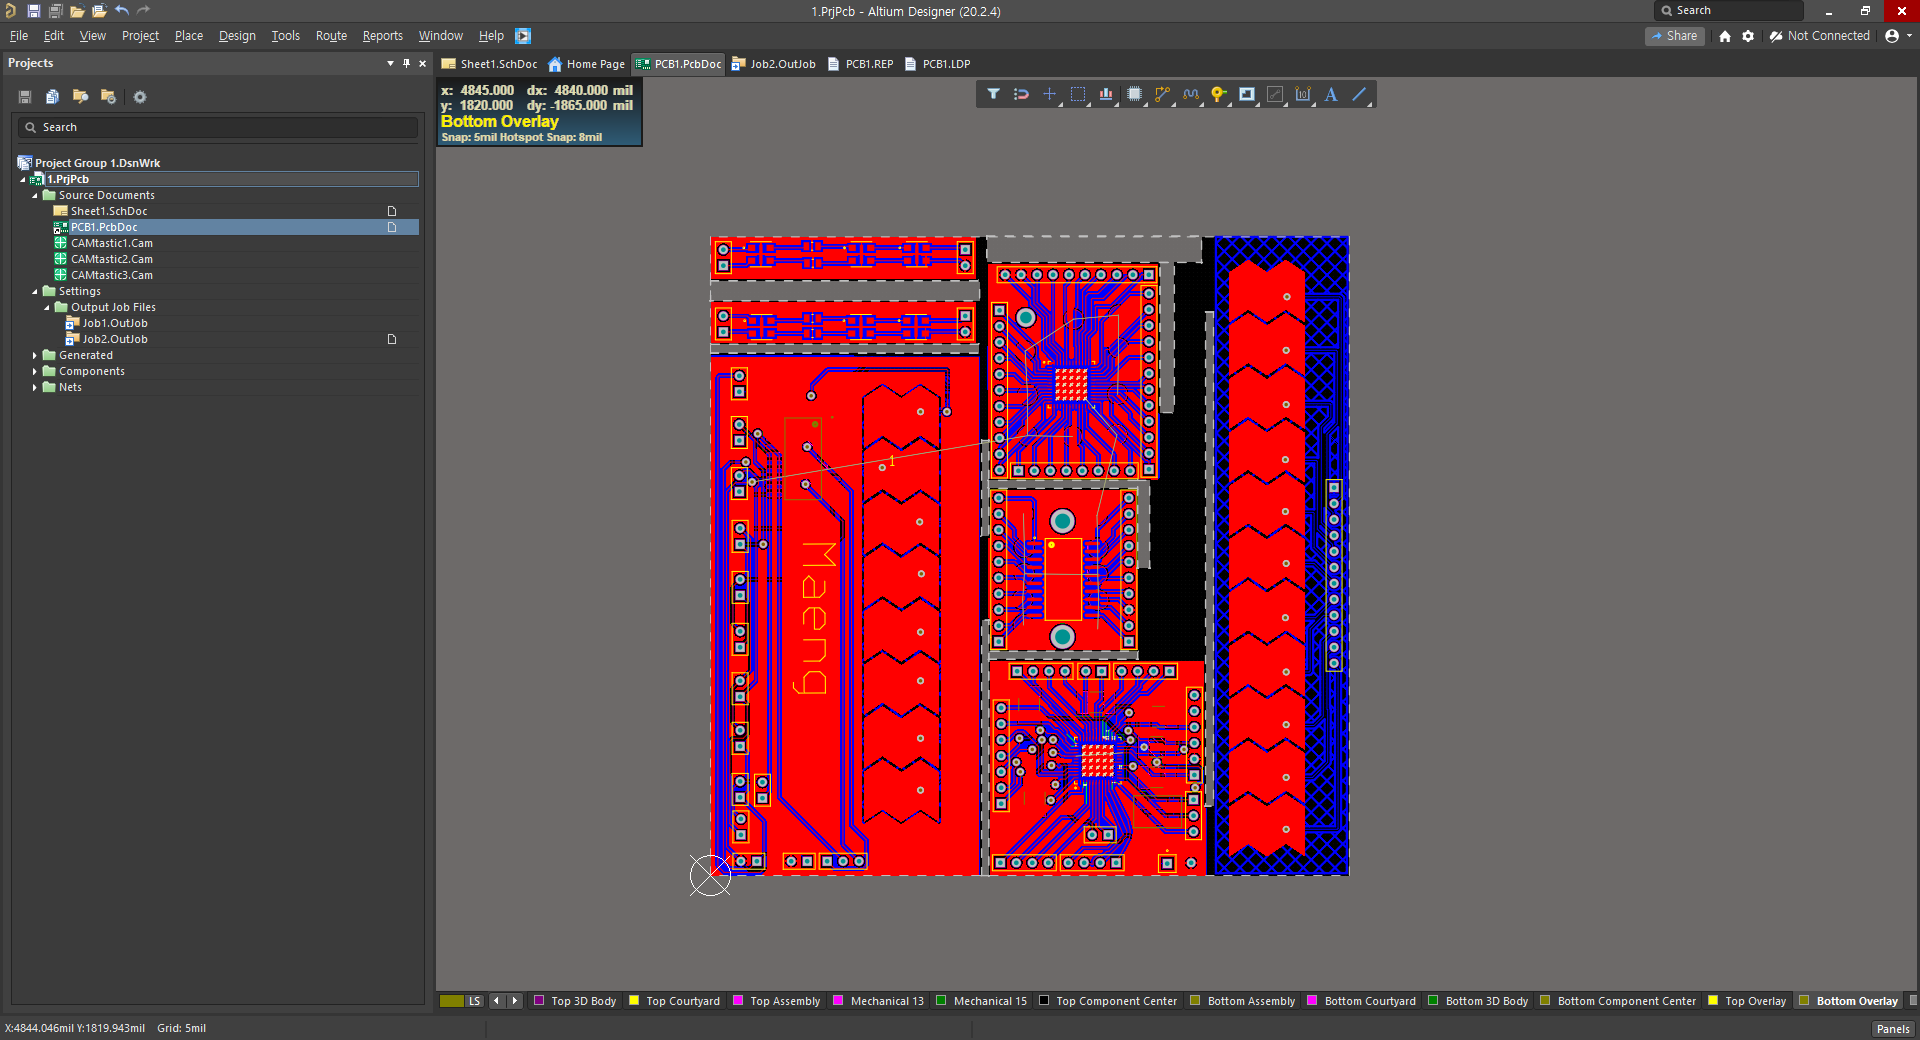 1.PrjPcb - Altium Designer (20.2.4)
Search
File Edit View Project Place Design Tools Route Reports Window Help
Share
Not Connected
Projects
Sheet1.SchDoc
Home Page
PCB1.PcbDoc
Job2.OutJob
PCB1.REP
PCB1.LDP
x: 4845.000 dx: 4840.000 mil
y: 1820.000 dy: -1865.000 mil
Bottom Overlay
Snap: 5mil Hotspot Snap: 8mil
Search
Project Group 1.DsnWrk
1.PrjPcb
Source Documents
Sheet1.SchDoc
PCB1.PcbDoc
CAMtastic1.Cam
CAMtastic2.Cam
CAMtastic3.Cam
Settings
Output Job Files
Job1.OutJob
Job2.OutJob
Generated
Components
Nets
1
Maeng
LS
Top 3D Body
Top Courtyard
Top Assembly
Mechanical 13
Mechanical 15
Top Component Center
Bottom Assembly
Bottom Courtyard
Bottom 3D Body
Bottom Component Center
Top Overlay
Bottom Overlay
X:4844.046mil Y:1819.943mil Grid: 5mil
Panels